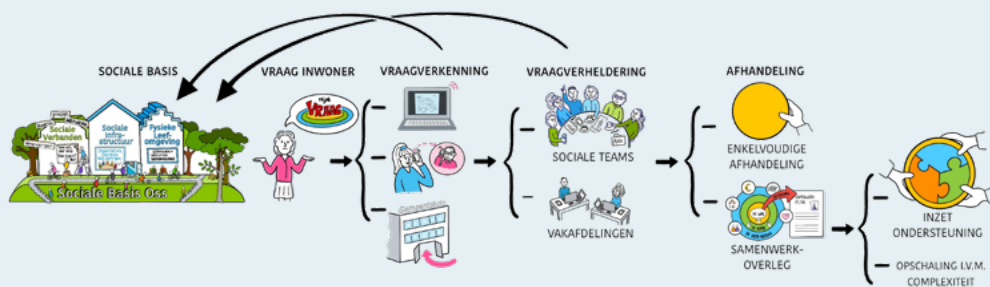 SOCIALE BASIS
Sociale
Verbanden
Sociale
Infra-
structuur
Fysieke
Leef-
omgeving
Sociale Basis Oss
VRAAG INWONER
MIJN
VRAAG
VRAAGVERKENNING
VRAAGVERHELDERING
SOCIALE TEAMS
VAKAFDELINGEN
AFHANDELING
ENKELVOUDIGE
AFHANDELING
SAMENWERK-
OVERLEG
INZET
ONDERSTEUNING
OPSCHALING I.V.M.
COMPLEXITEIT